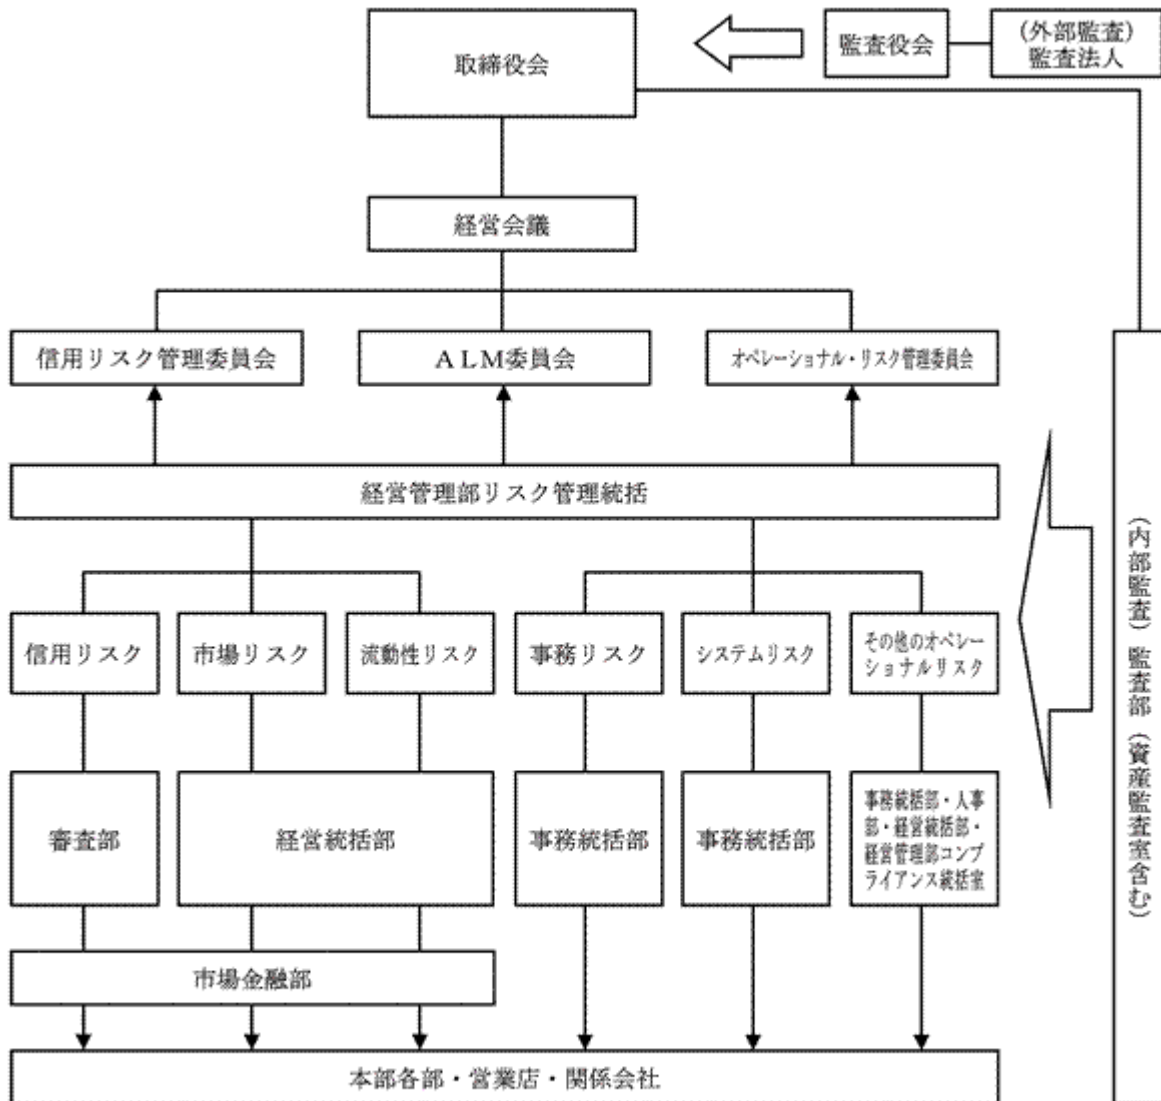 取締役会
監査役会
(外部監査)
監査法人
経営会議
信用リスク管理委員会
ALM委員会
オペレーショナル・リスク管理委員会
経営管理部リスク管理統括
信用リスク
市場リスク
流動性リスク
事務リスク
システムリスク
その他のオペレー
ショナルリスク
審査部
経営統括部
事務統括部
事務統括部
事務統括部・人事
部・経営統括部・
経営管理部コンプ
ライアンス統括室
市場金融部
本部各部・営業店・関係会社
(内部監査)監査部(資産監査室含む)